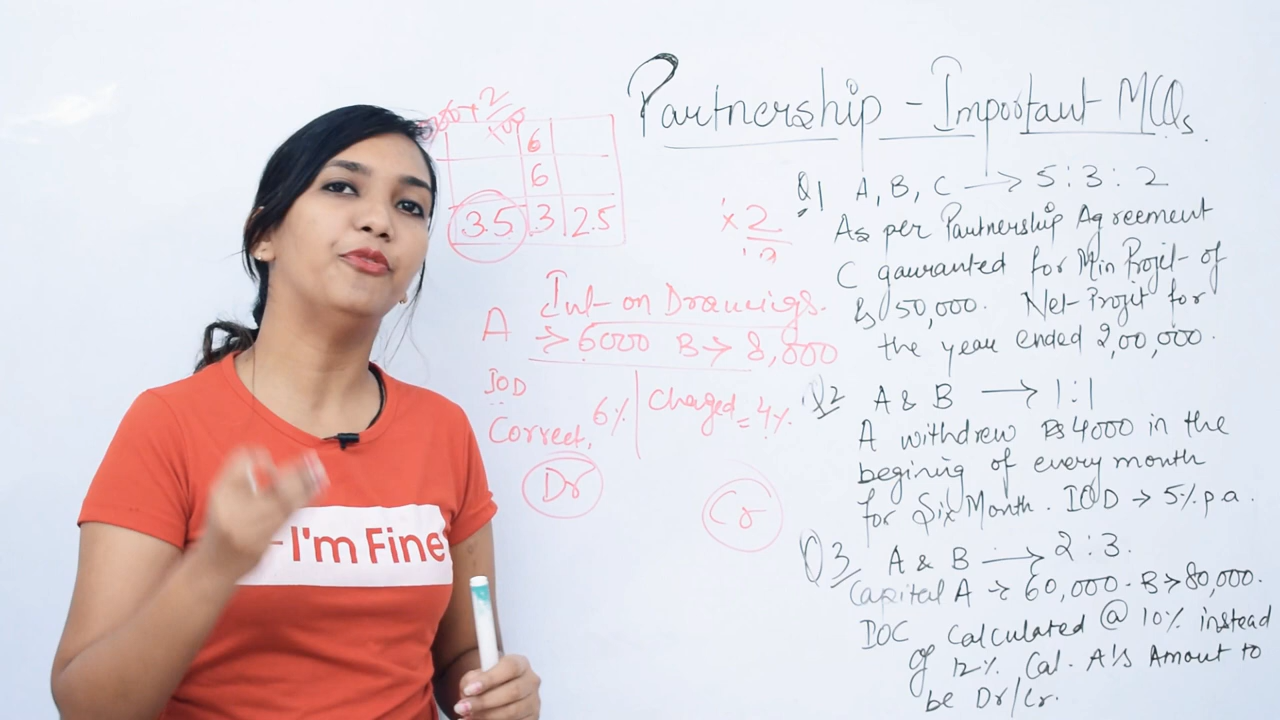 Partnership - Important MCQs
Q1 A, B, C → 5:3:2
As per Partnership Agreement
C gauranted for Min Profit of
Rs 50,000. Net Profit for
the year ended 2,00,000.
Q2 A & B → 1:1
A withdrew Rs 4000 in the
begining of every month
for Six Month. IOD → 5% p.a.
Q3 A & B → 2:3.
Capital A → 60,000. B → 80,000.
IOC Calculated @ 10% instead
of 12%. Cal. A's Amout to
be Dr/Cr.
6
6
3.5 3 2.5
× 2
Int on Drawings.
A → 6000 B → 8,000
IOD
Correct, 6% Charged = 4%.
Dr
Cr
-I'm Fine